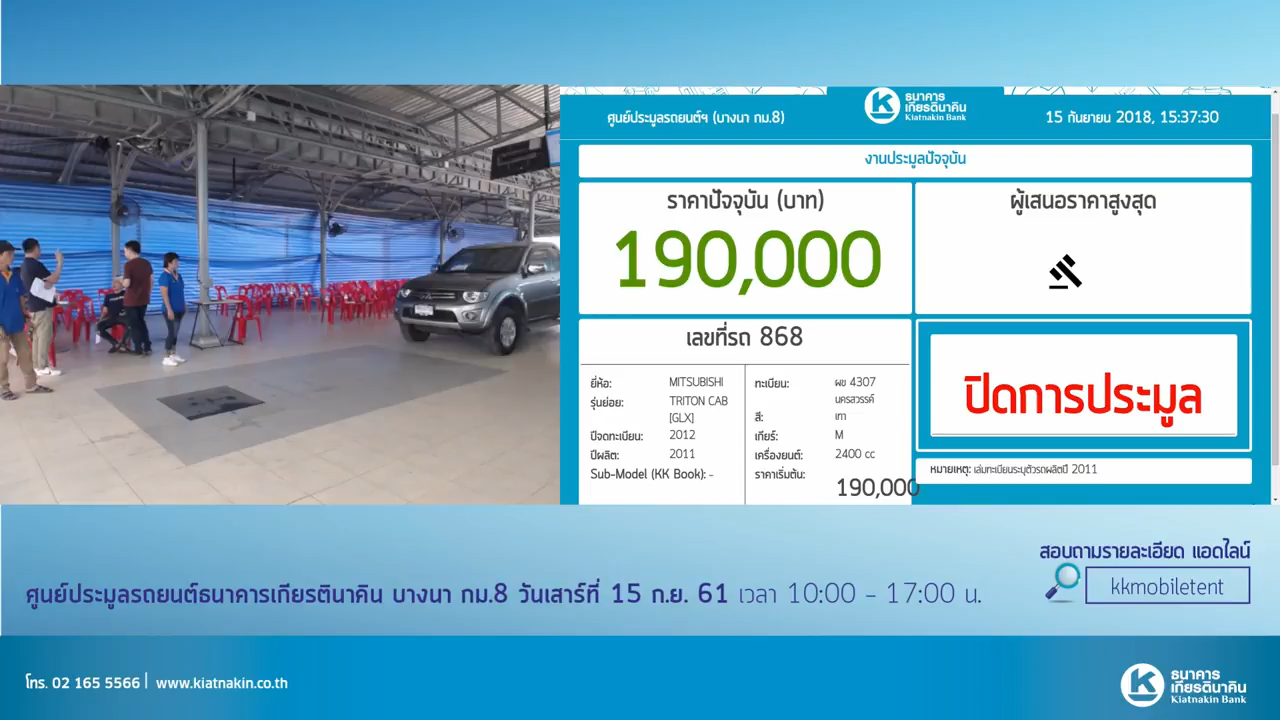 ธนาคาร
เกียรตินาคิน
Kiatnakin Bank
ศูนย์ประมูลรถยนต์ฯ (บางนา กม.8)
15 กันยายน 2018, 15:37:30
งานประมูลปัจจุบัน
ราคาปัจจุบัน (บาท)
190,000
ผู้เสนอราคาสูงสุด
เลขที่รถ 868
ยี่ห้อ: MITSUBISHI
รุ่นย่อย: TRITON CAB
[GLX]
ปีจดทะเบียน: 2012
ปีผลิต: 2011
Sub-Model (KK Book): -
ทะเบียน: ผข 4307
นครสวรรค์
สี: เทา
เกียร์: M
เครื่องยนต์: 2400 cc
ราคาเริ่มต้น: 190,000
ปิดการประมูล
หมายเหตุ: เล่มทะเบียนระบุตัวรถผลิตปี 2011
สอบถามรายละเอียด แอดไลน์
kkmobiletent
ศูนย์ประมูลรถยนต์ธนาคารเกียรตินาคิน บางนา กม.8 วันเสาร์ที่ 15 ก.ย. 61 เวลา 10:00 - 17:00 น.
โทร. 02 165 5566 | www.kiatnakin.co.th
ธนาคาร
เกียรตินาคิน
Kiatnakin Bank